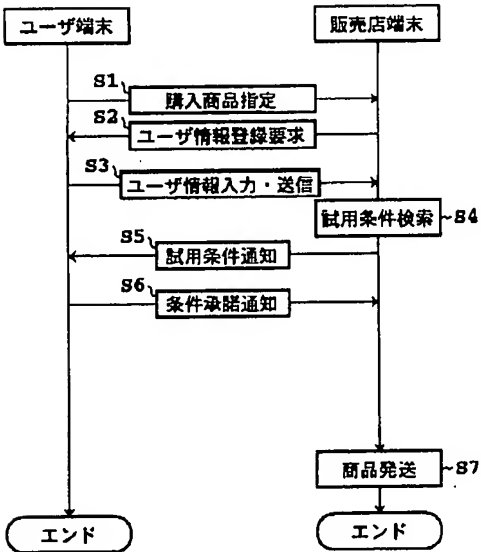 ユーザ端末
販売店端末
S1
購入商品指定
S2
ユーザ情報登録要求
S3
ユーザ情報入力・送信
試用条件検索
S4
S5
試用条件通知
S6
条件承諾通知
商品発送
S7
エンド
エンド